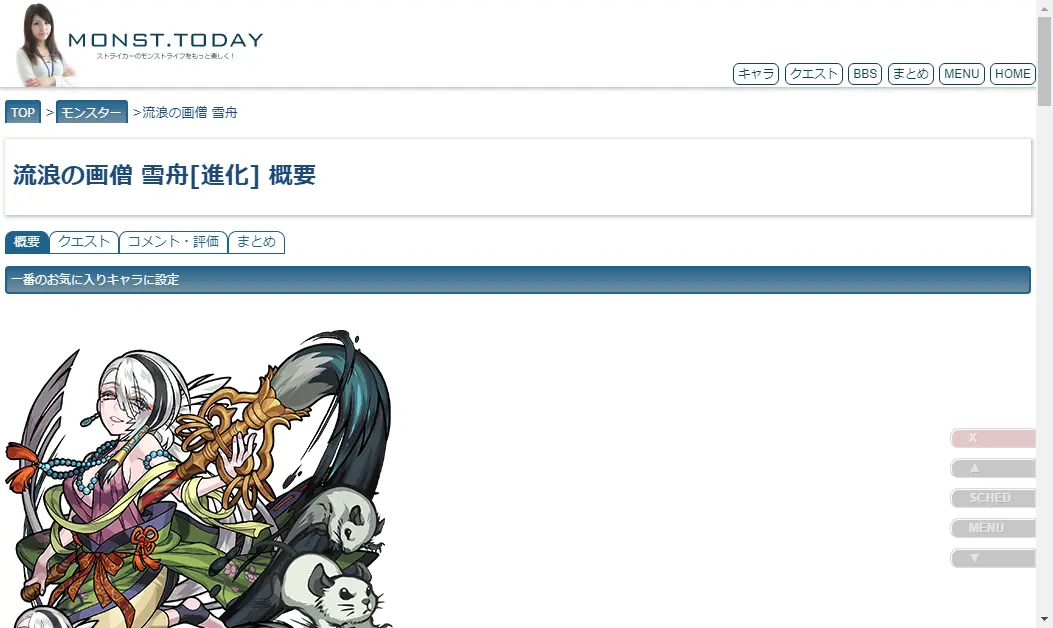 MONST.TODAY
ストライカーのモンストライフをもっと楽しく！
キャラ クエスト BBS まとめ MENU HOME
TOP > モンスター >流浪の画僧 雪舟
流浪の画僧 雪舟[進化] 概要
概要 クエスト コメント・評価 まとめ
一番のお気に入りキャラに設定
X
▲
SCHED
MENU
▼